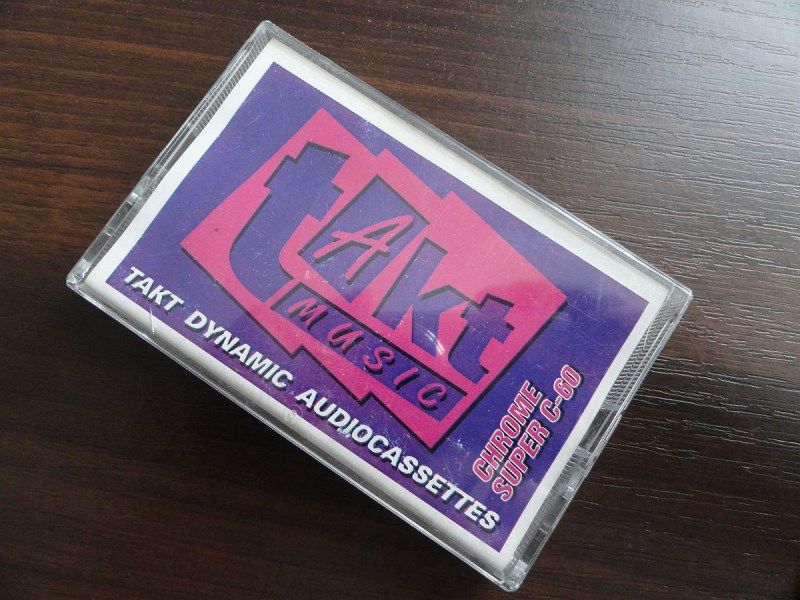 takt
MUSIC
TAKT DYNAMIC AUDIOCASSETTES
CHROME
SUPER C-60